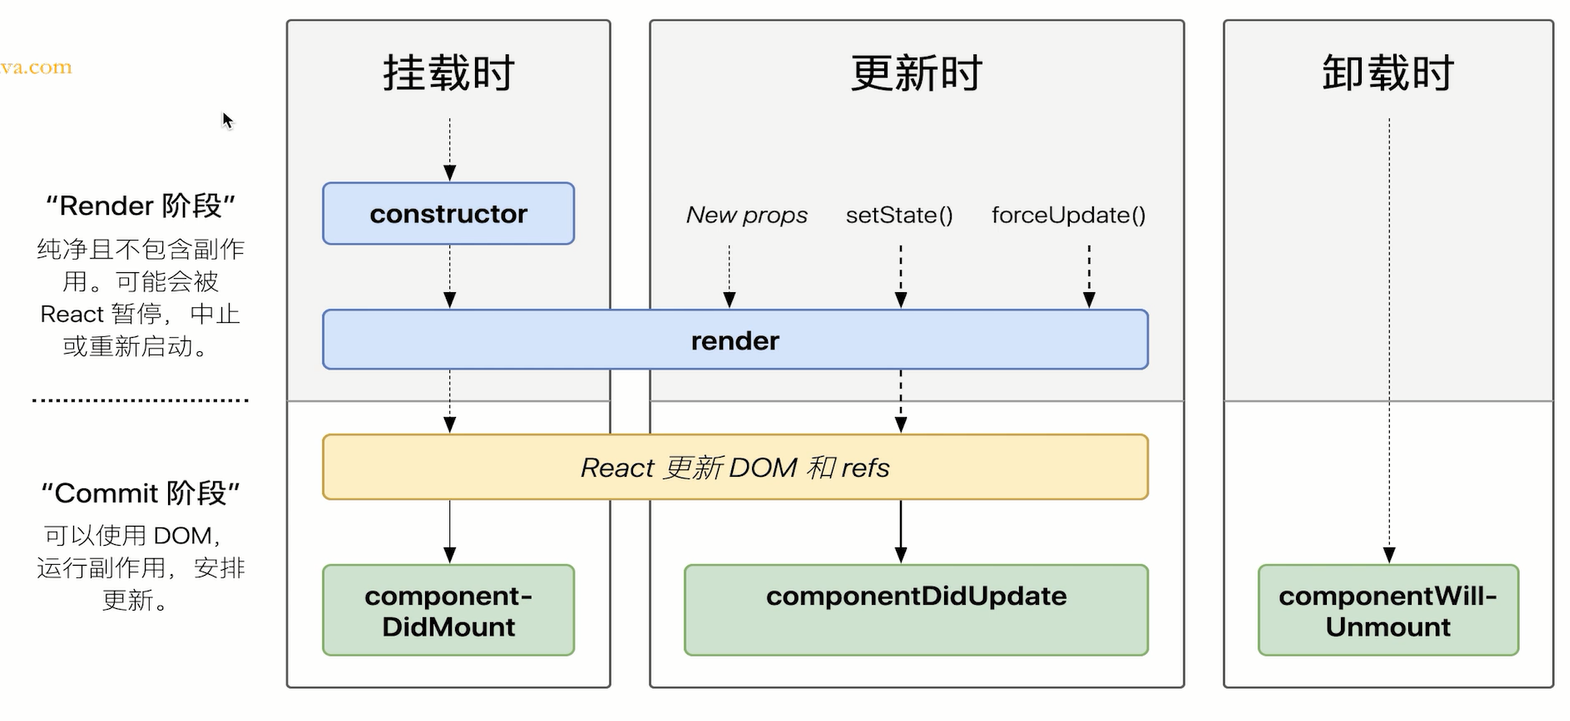 va.com
挂载时
更新时
卸载时
“Render 阶段”
纯净且不包含副作
用。可能会被
React 暂停，中止
或重新启动。
constructor
New props
setState()
forceUpdate()
render
React 更新 DOM 和 refs
“Commit 阶段”
可以使用 DOM，
运行副作用，安排
更新。
component-
DidMount
componentDidUpdate
componentWill-
Unmount